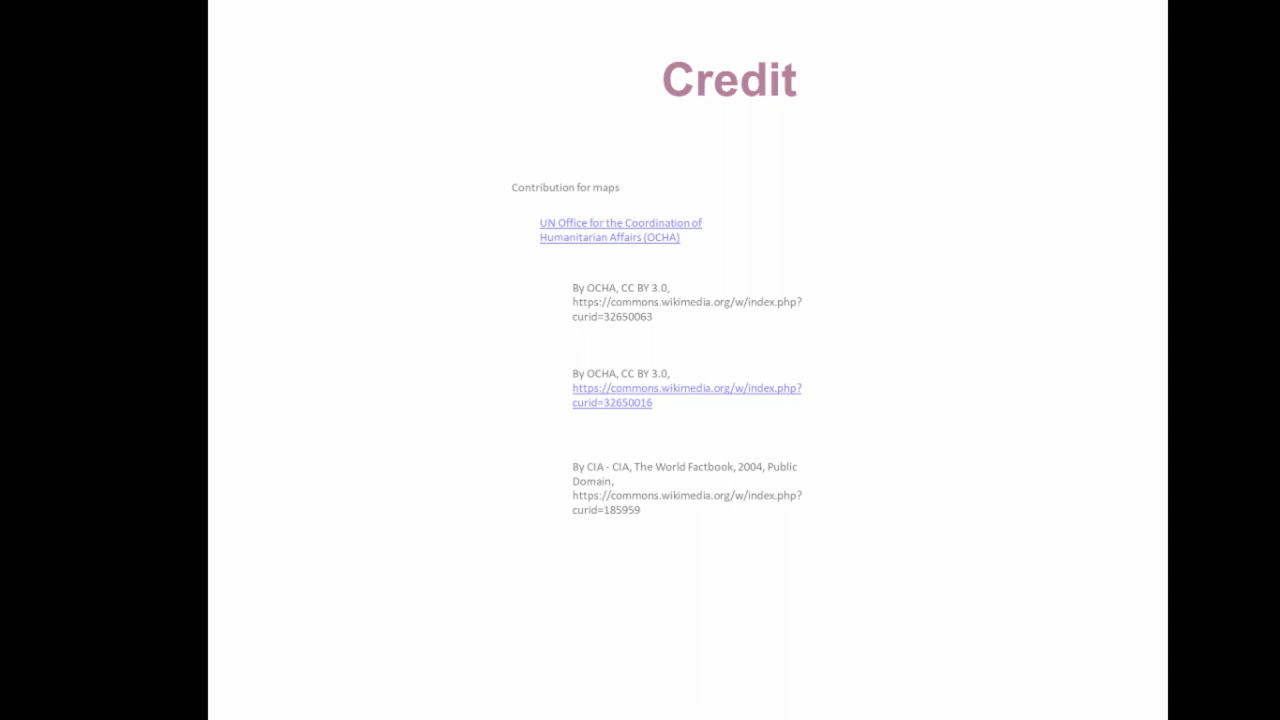 Credit
Contribution for maps
UN Office for the Coordination of
Humanitarian Affairs (OCHA)
By OCHA, CC BY 3.0,
https://commons.wikimedia.org/w/index.php?
curid=32650063
By OCHA, CC BY 3.0,
https://commons.wikimedia.org/w/index.php?
curid=32650016
By CIA - CIA, The World Factbook, 2004, Public
Domain,
https://commons.wikimedia.org/w/index.php?
curid=185959